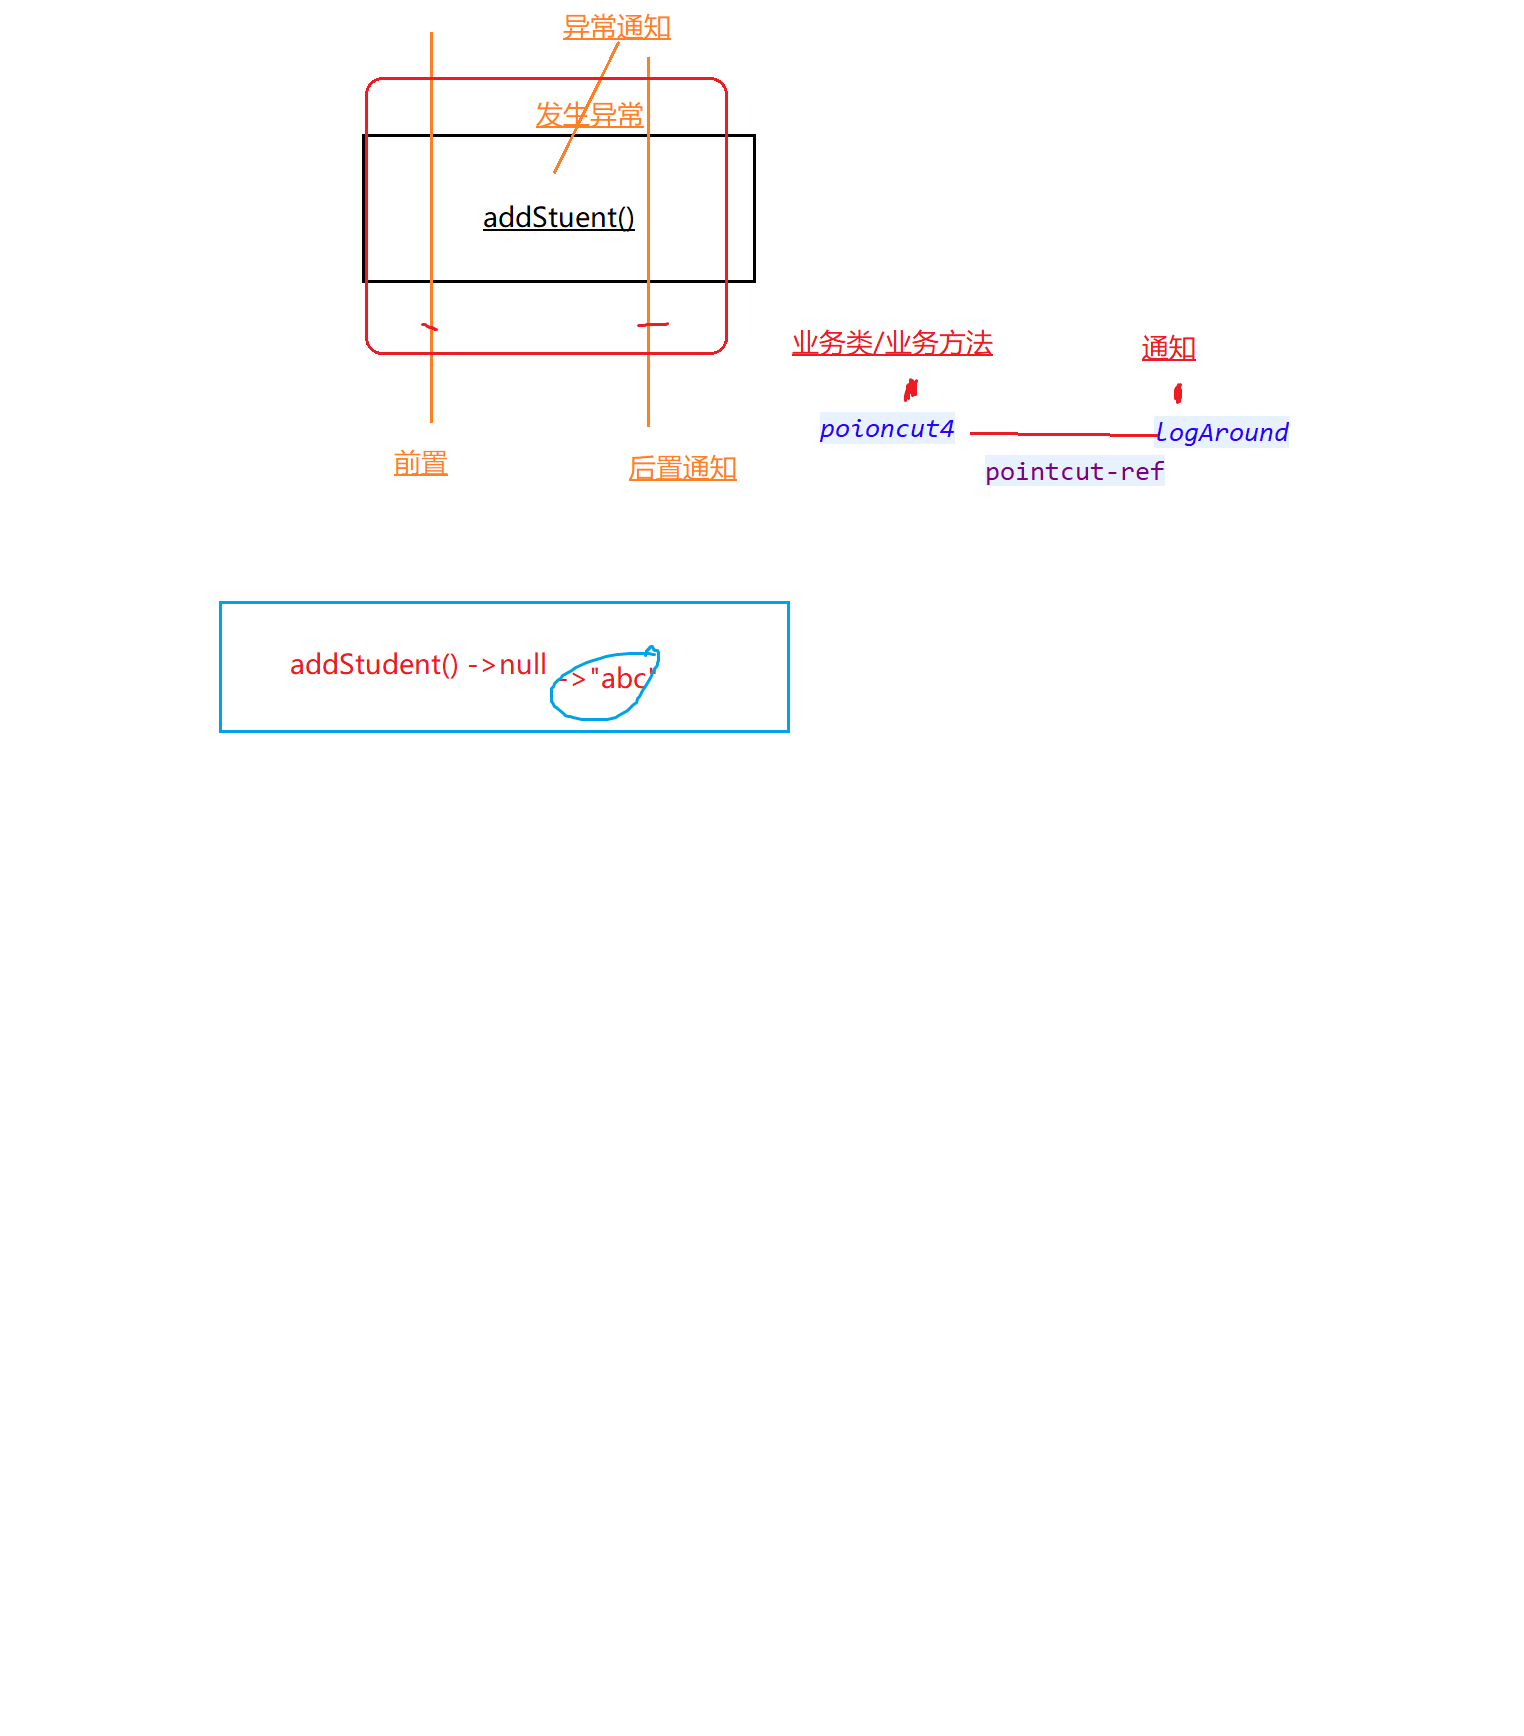 异常通知
发生异常
addStuent()
前置
后置通知
业务类/业务方法
通知
poioncut4
logAround
pointcut-ref
addStudent() ->null
->"abc"